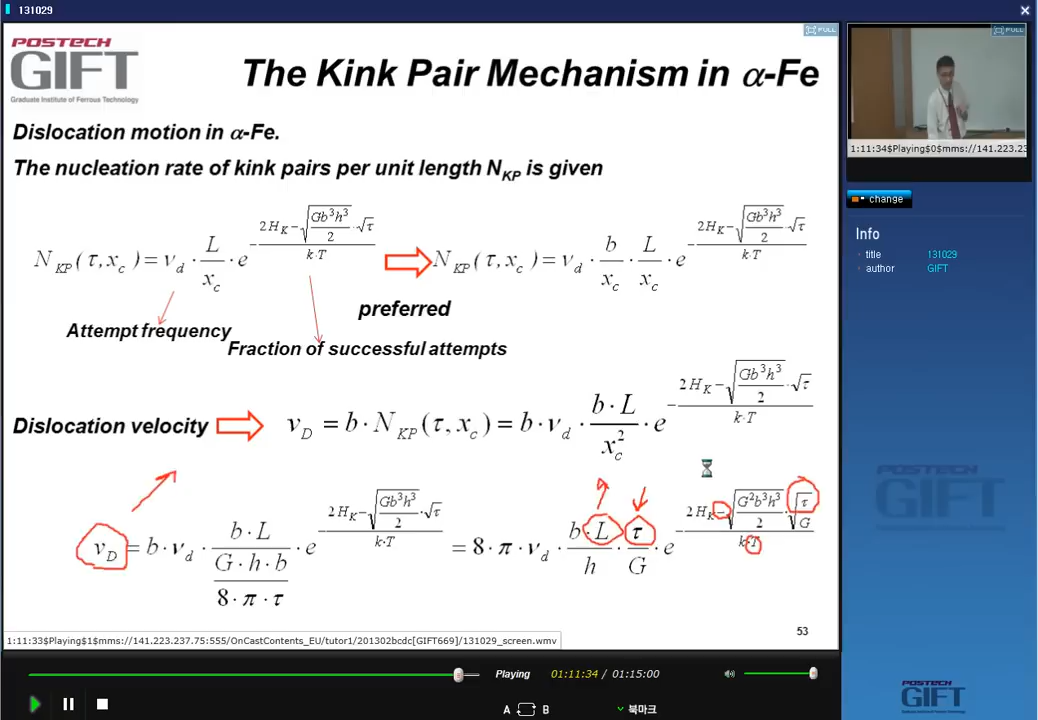 131029
POSTECH
GIFT
Graduate Institute of Ferrous Technology
The Kink Pair Mechanism in α-Fe
FULL
FULL
Dislocation motion in α-Fe.
The nucleation rate of kink pairs per unit length N_KP is given
N_KP(τ,x_c) = ν_d · L/x_c · e^(−(2H_K − √(Gb³h³/2) · √τ)/(k·T)) ⇒ N_KP(τ,x_c) = ν_d · b/x_c · L/x_c · e^(−(2H_K − √(Gb³h³/2) · √τ)/(k·T))
preferred
Attempt frequency
Fraction of successful attempts
Dislocation velocity ⇒ v_D = b · N_KP(τ,x_c) = b · ν_d · (b·L)/x_c² · e^(−(2H_K − √(Gb³h³/2) · √τ)/(k·T))
v_D = b · ν_d · (b·L)/((G·h·b)/(8·π·τ)) · e^(−(2H_K − √(Gb³h³/2) · √τ)/(k·T)) = 8·π·ν_d · (b·L)/h · τ/G · e^(−(2H_K − √(G²b³h³/2) · √(τ/G))/(k·T))
53
1:11:33$Playing$1$mms://141.223.237.75:555/OnCastContents_EU/tutor1/201302bcdc[GIFT669]/131029_screen.wmv
1:11:34$Playing$0$mms://141.223.23
change
Info
title 131029
author GIFT
Playing 01:11:34 / 01:15:00
A B 북마크
POSTECH
GIFT